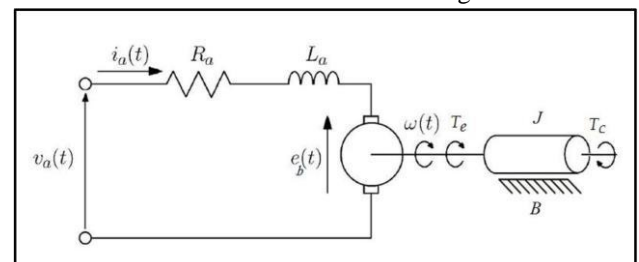 i_a(t)
R_a
L_a
v_a(t)
e_b(t)
ω(t)
T_e
J
T_c
B